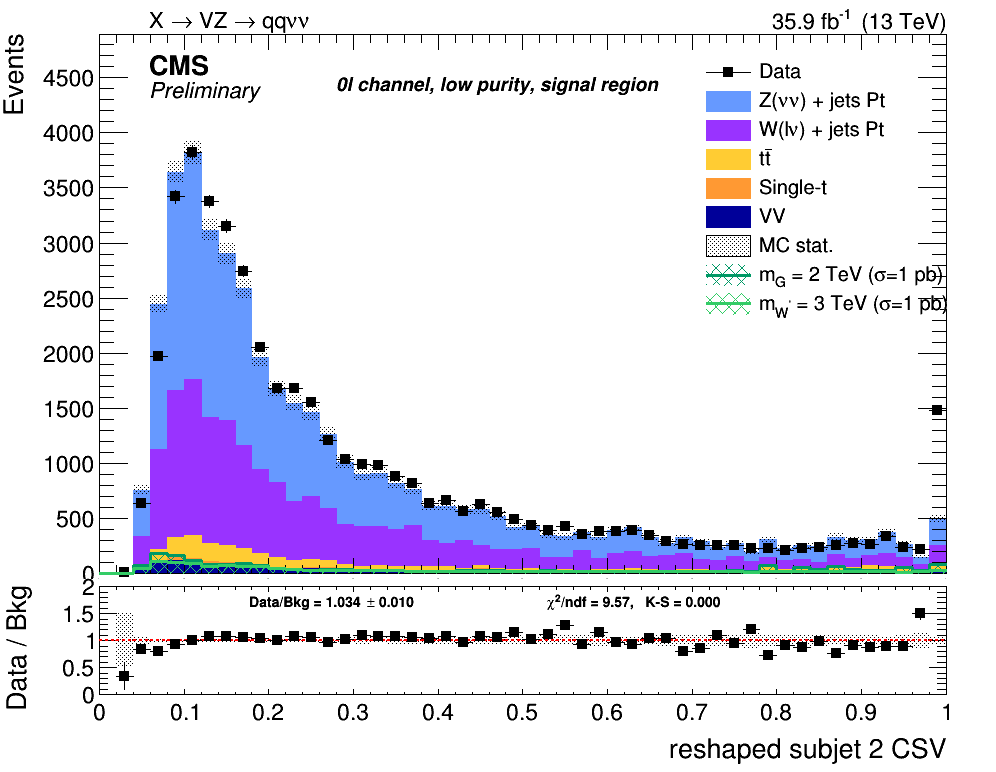 X → VZ → qqνν
35.9 fb⁻¹ (13 TeV)
Events
CMS
Preliminary
0l channel, low purity, signal region
Data
Z(νν) + jets Pt
W(lν) + jets Pt
tt̄
Single-t
VV
MC stat.
m_G = 2 TeV (σ=1 pb)
m_W' = 3 TeV (σ=1 pb)
4500
4000
3500
3000
2500
2000
1500
1000
500
0
Data / Bkg
Data/Bkg = 1.034 ± 0.010
χ²/ndf = 9.57, K-S = 0.000
2
1.5
1
0.5
0
0 0.1 0.2 0.3 0.4 0.5 0.6 0.7 0.8 0.9 1
reshaped subjet 2 CSV